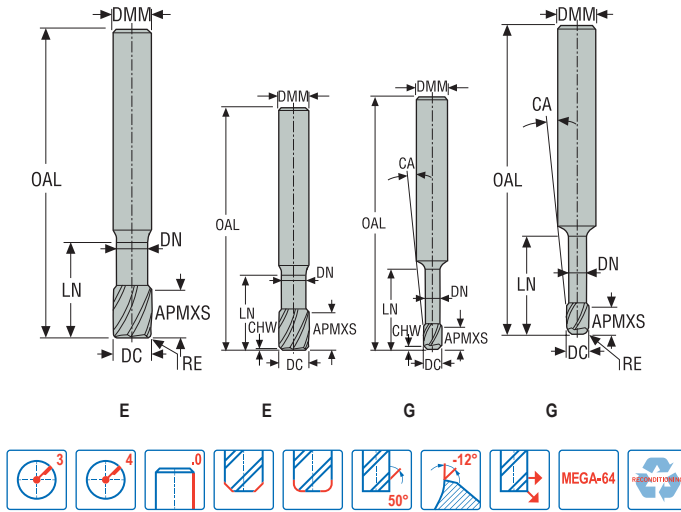 DMM
OAL
DN
LN
APMXS
DC
RE
E
DMM
OAL
DN
LN
CHW
APMXS
DC
E
DMM
CA
OAL
DN
LN
CHW
APMXS
DC
G
DMM
CA
OAL
DN
LN
APMXS
DC
RE
G
3
4
.0
50°
-12°
MEGA-64
RECONDITIONING